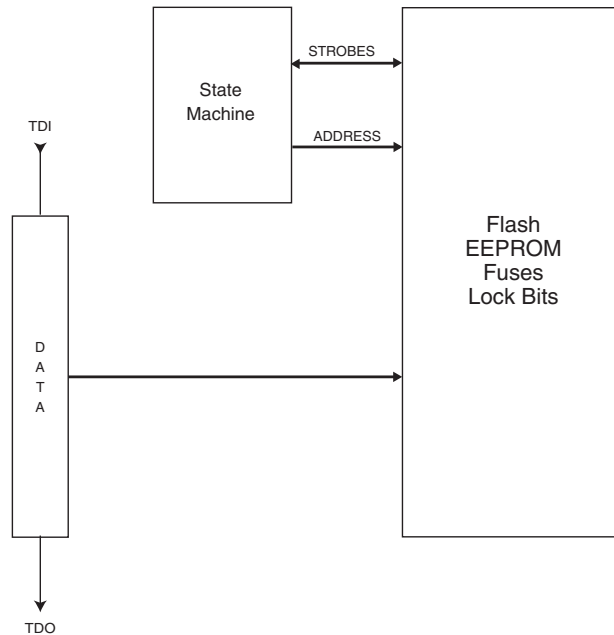 STROBES
State
Machine
ADDRESS
TDI
Flash
EEPROM
Fuses
Lock Bits
D
A
T
A
TDO